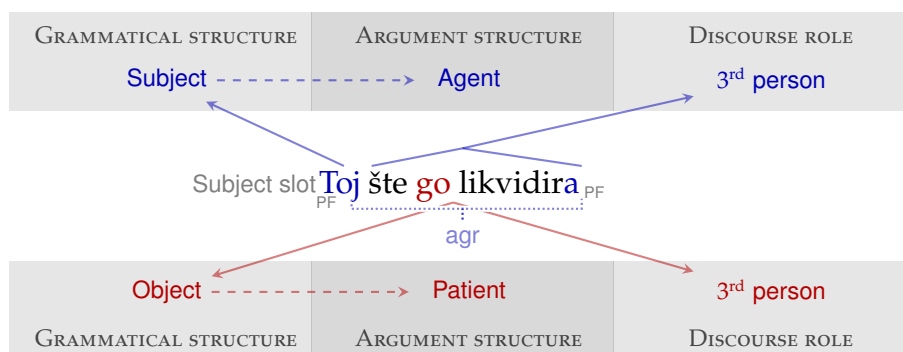 GRAMMATICAL STRUCTURE ARGUMENT STRUCTURE DISCOURSE ROLE
Subject Agent 3rd person
Subject slot Toj šte go likvidira
PF PF
agr
Object Patient 3rd person
GRAMMATICAL STRUCTURE ARGUMENT STRUCTURE DISCOURSE ROLE